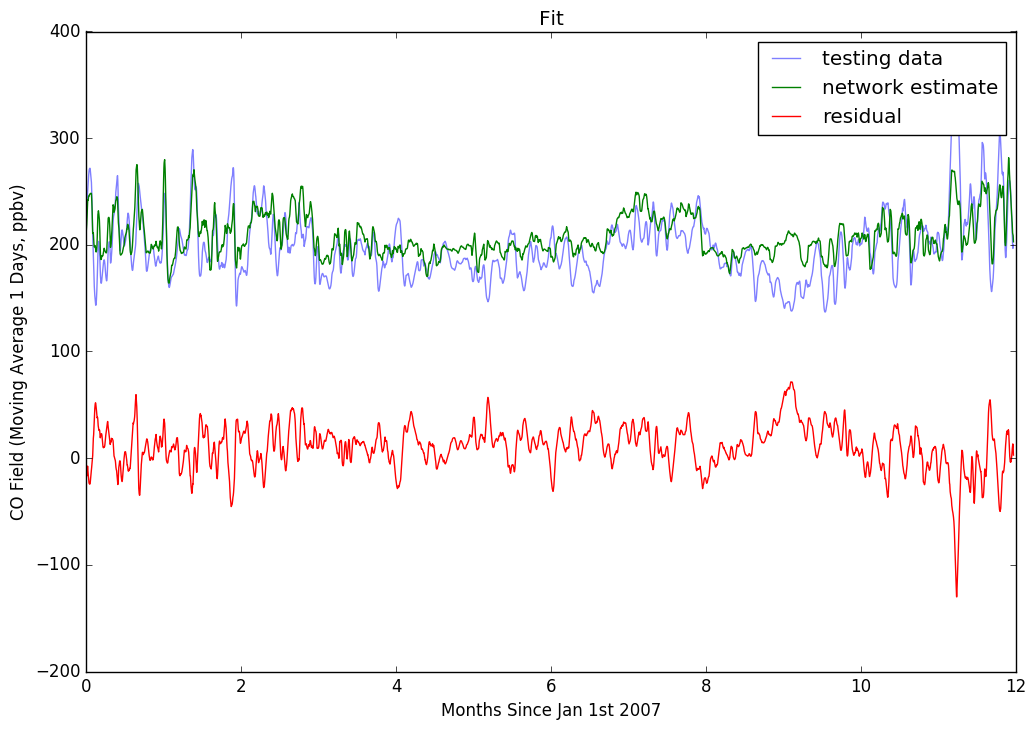 Fit
400
300
200
100
0
−100
−200
CO Field (Moving Average 1 Days, ppbv)
testing data
network estimate
residual
0 2 4 6 8 10 12
Months Since Jan 1st 2007